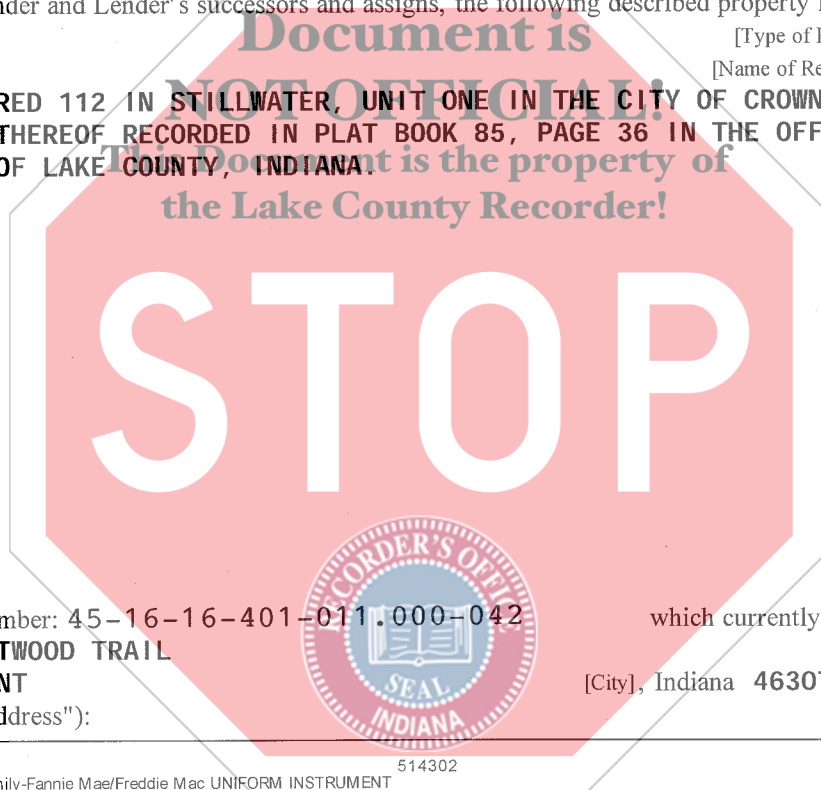 nder and Lender's successors and assigns, the following described property
Document is
[Type of
NOT OFFICIAL!
[Name of Re
RED 112 IN STILLWATER, UNIT ONE IN THE CITY OF CROWN
THEREOF RECORDED IN PLAT BOOK 85, PAGE 36 IN THE OFF
This Document is the property of
OF LAKE COUNTY, INDIANA.
the Lake County Recorder!
STOP
RECORDER'S OFFICE
mber: 45-16-16-401-011.000-042 which currently
TWOOD TRAIL
NT [City], Indiana 46307
SEAL
ddress"):
INDIANA
514302
mily-Fannie Mae/Freddie Mac UNIFORM INSTRUMENT